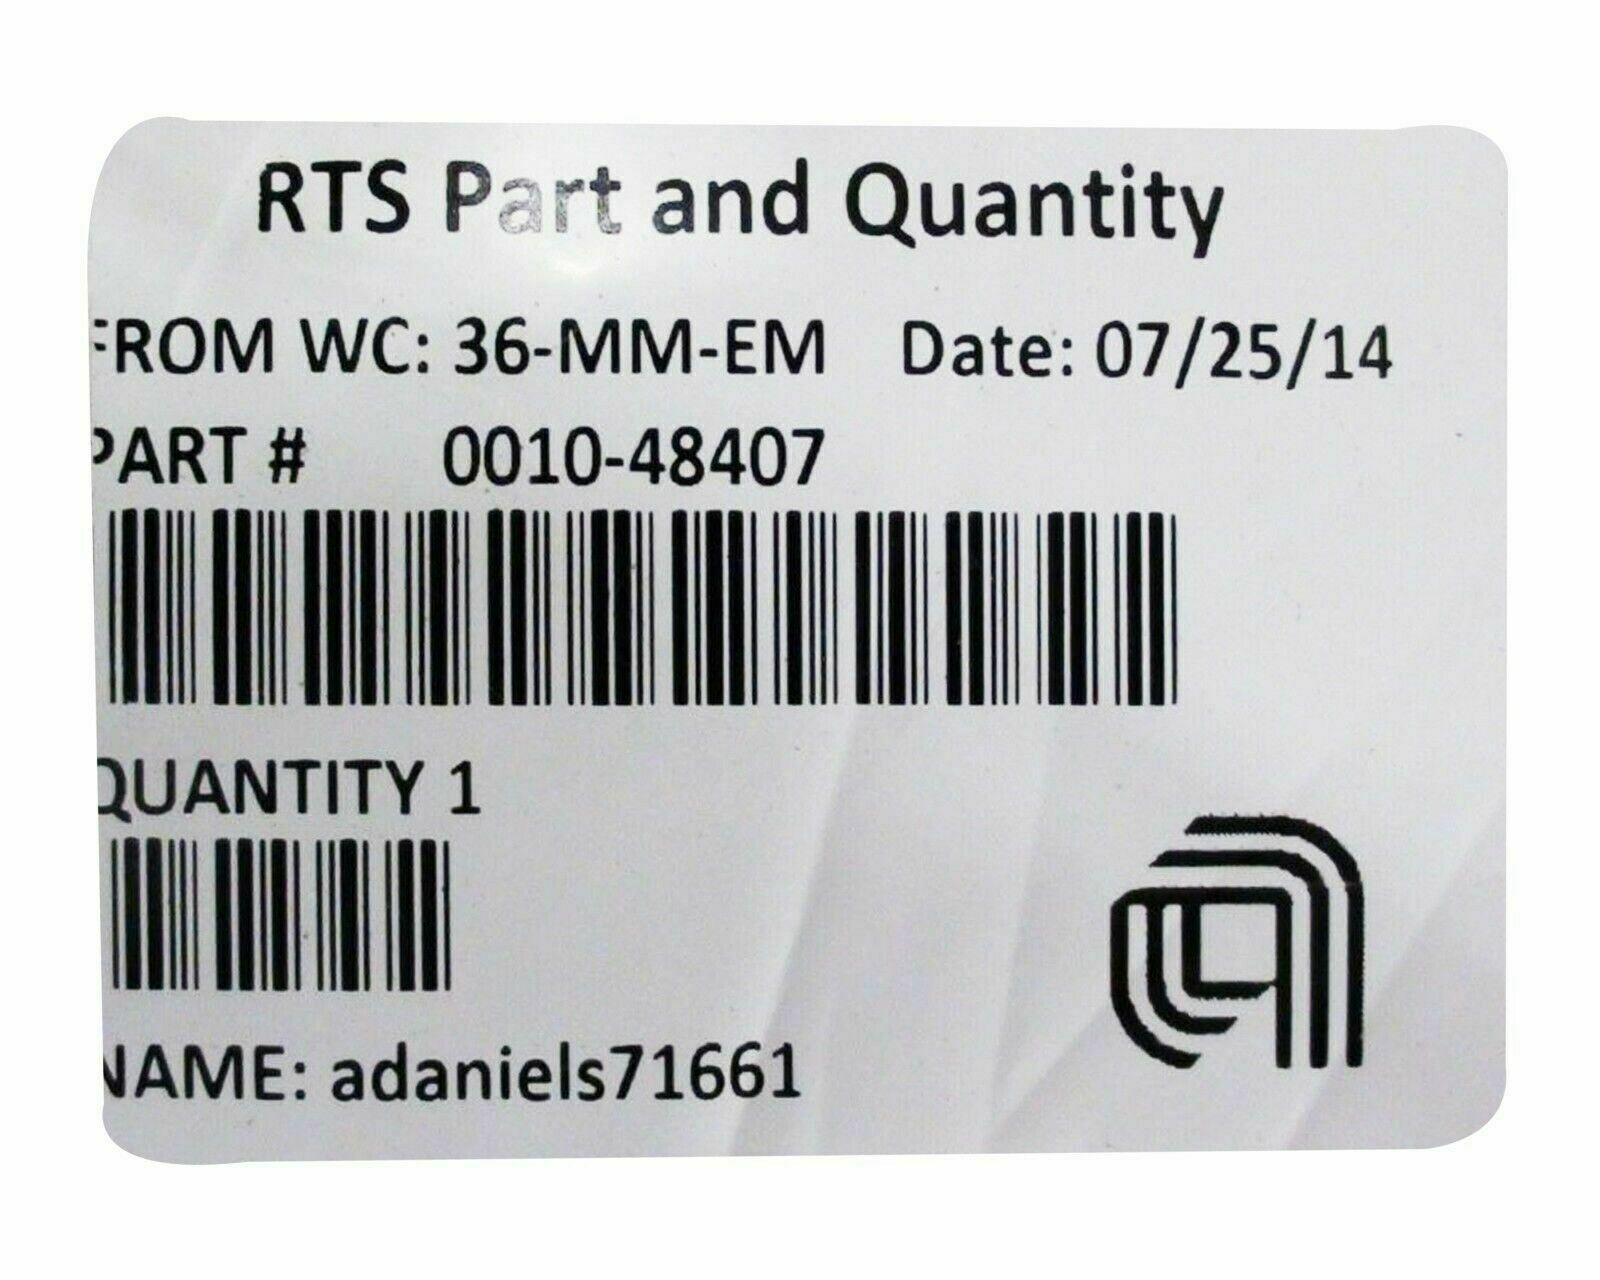 RTS Part and Quantity
FROM WC: 36-MM-EM Date: 07/25/14
PART # 0010-48407
QUANTITY 1
NAME: adaniels71661